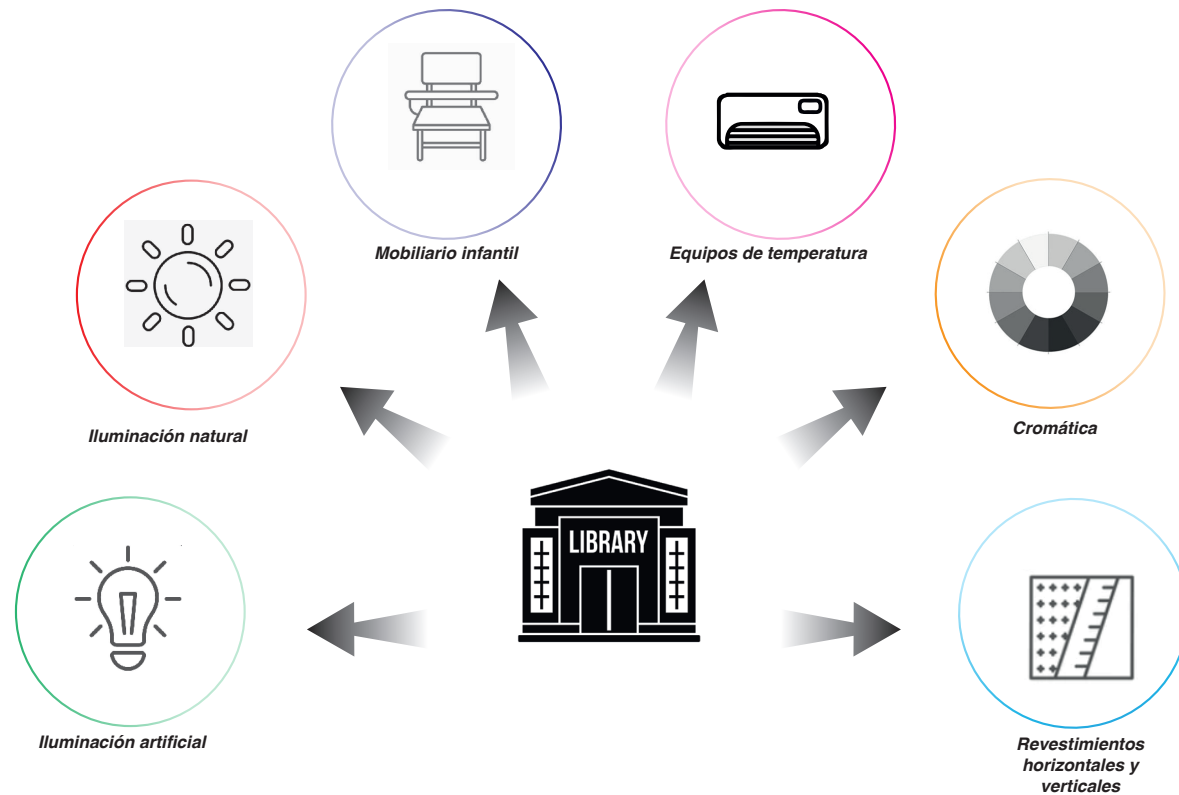 Mobiliario infantil
Equipos de temperatura
Iluminación natural
Cromática
LIBRARY
Iluminación artificial
Revestimientos
horizontales y
verticales